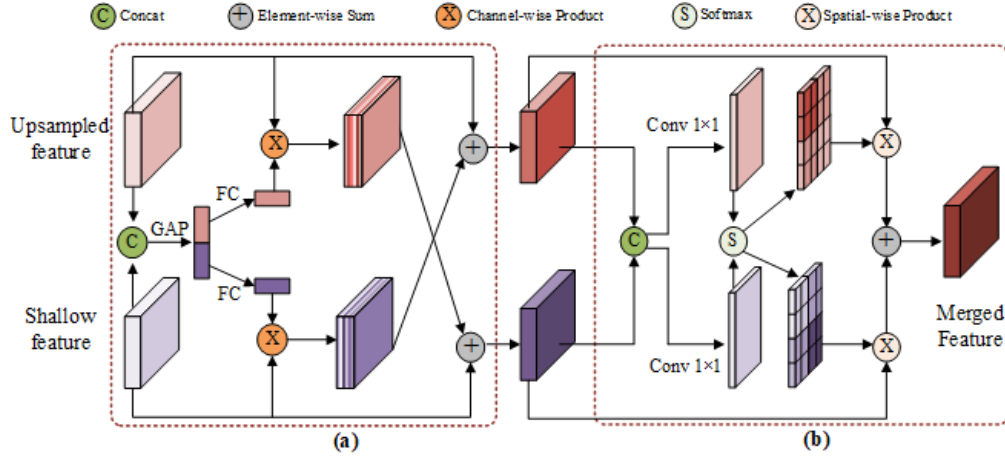 C Concat + Element-wise Sum X Channel-wise Product S Softmax X Spatial-wise Product
Upsampled
feature
X
+
Conv 1×1
X
FC
C
GAP
C
S
+
FC
Shallow
feature
X
+
Conv 1×1
X
Merged
Feature
(a)
(b)